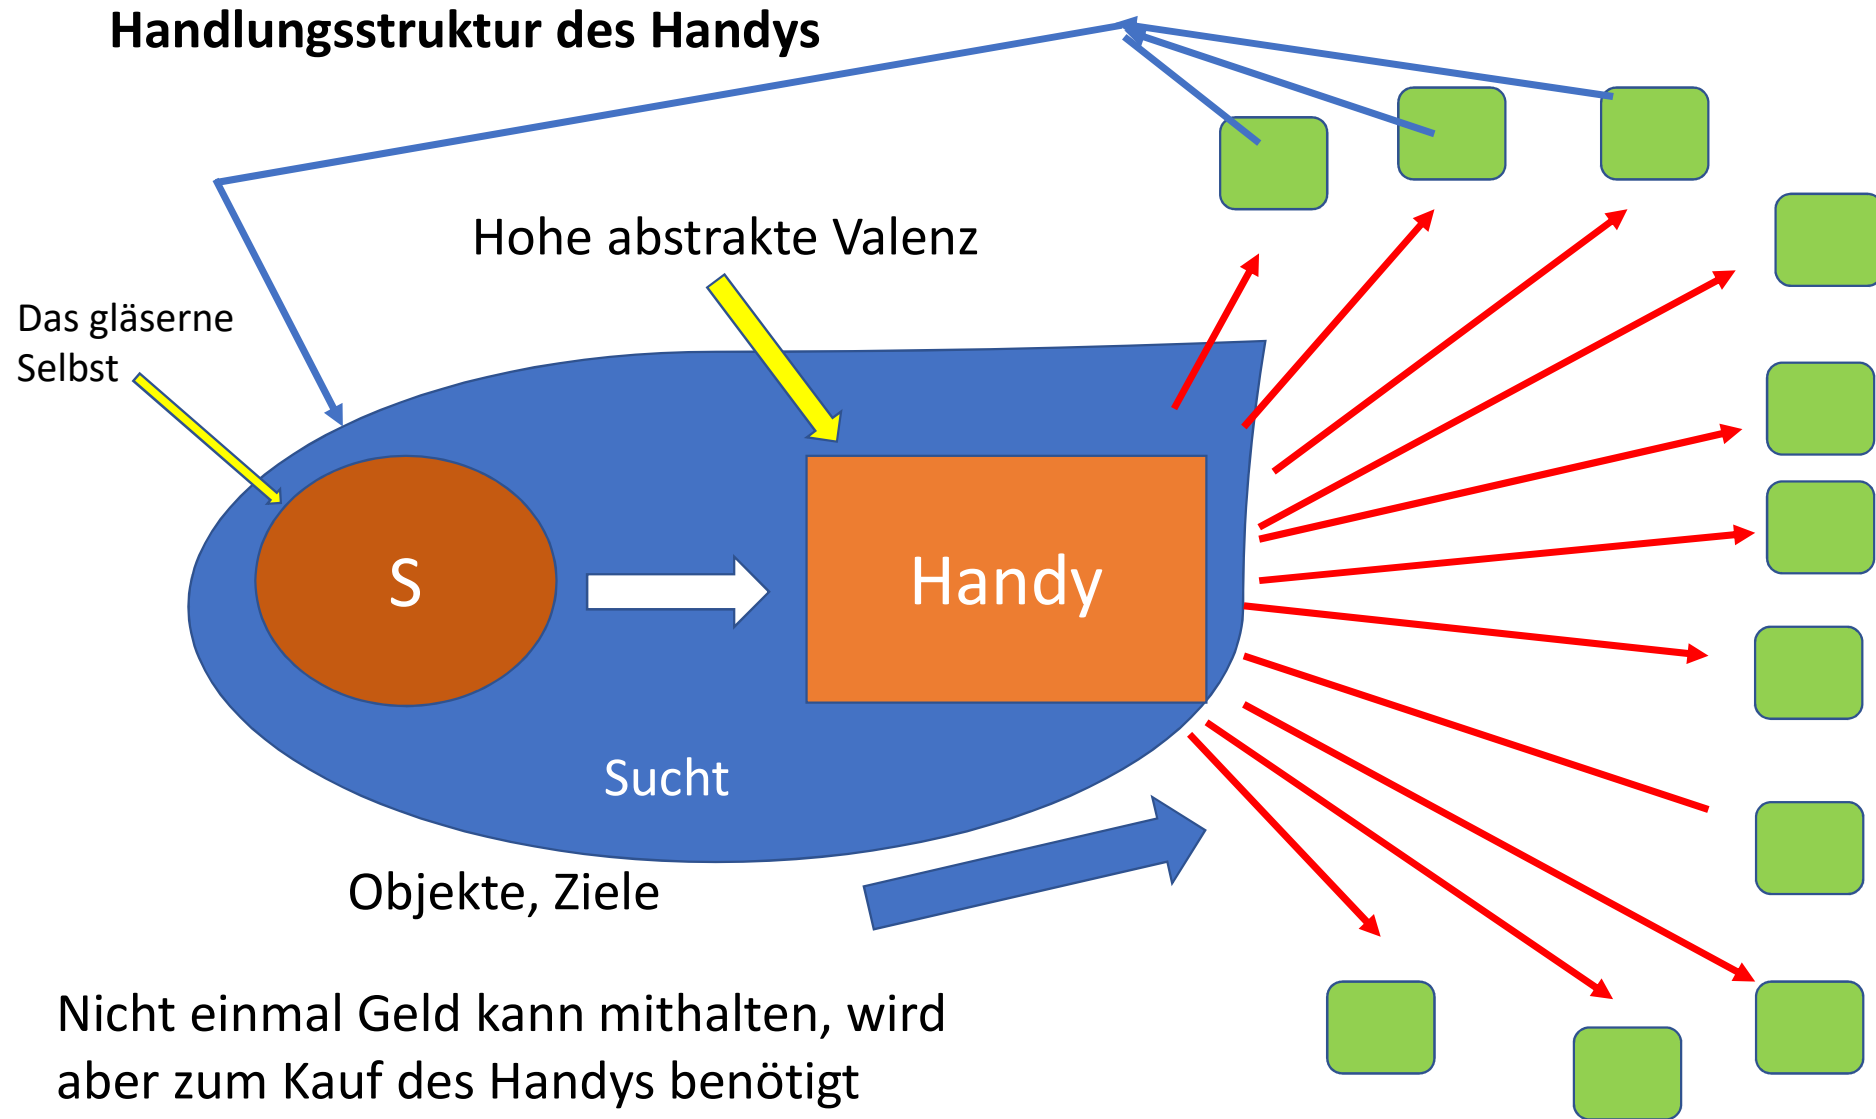 Handlungsstruktur des Handys
Hohe abstrakte Valenz
Das gläserne
Selbst
S
Handy
Sucht
Objekte, Ziele
Nicht einmal Geld kann mithalten, wird
aber zum Kauf des Handys benötigt